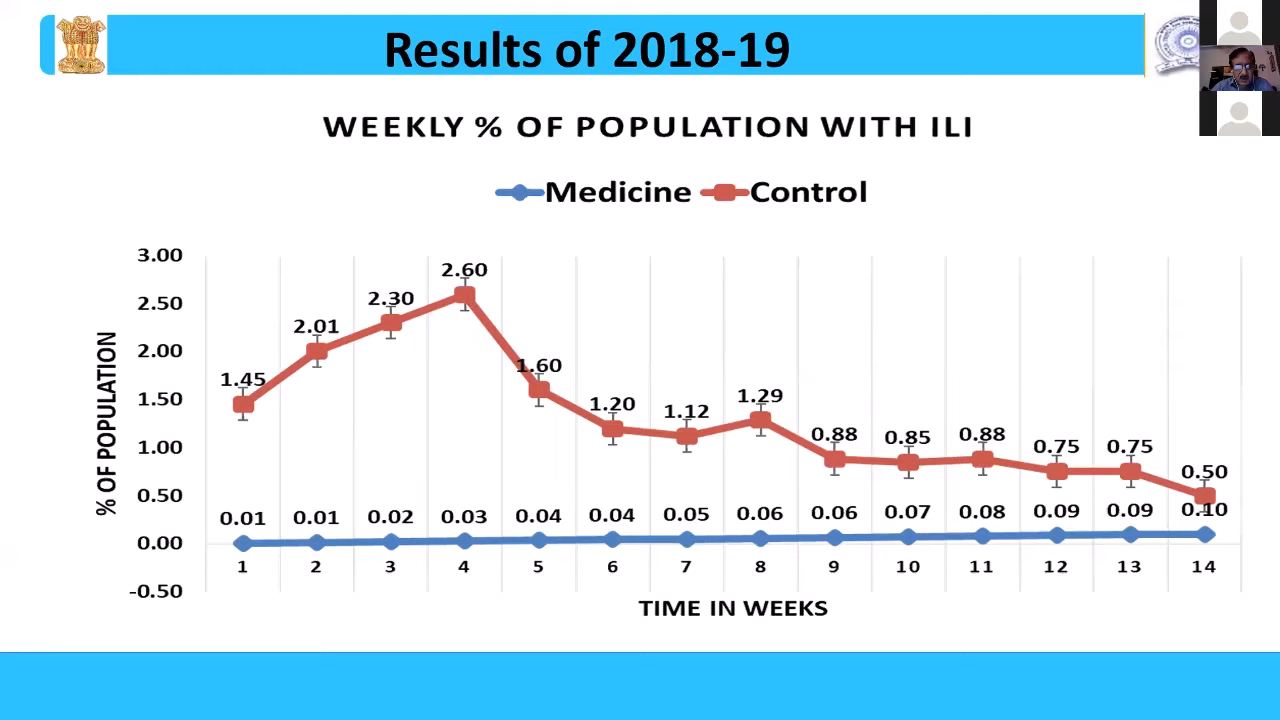 Results of 2018-19
WEEKLY % OF POPULATION WITH ILI
Medicine Control
3.00
2.50
2.00
1.50
1.00
0.50
0.00
-0.50
% OF POPULATION
1.45 2.01 2.30 2.60 1.60 1.20 1.12 1.29 0.88 0.85 0.88 0.75 0.75 0.50
0.01 0.01 0.02 0.03 0.04 0.04 0.05 0.06 0.06 0.07 0.08 0.09 0.09 0.10
1 2 3 4 5 6 7 8 9 10 11 12 13 14
TIME IN WEEKS